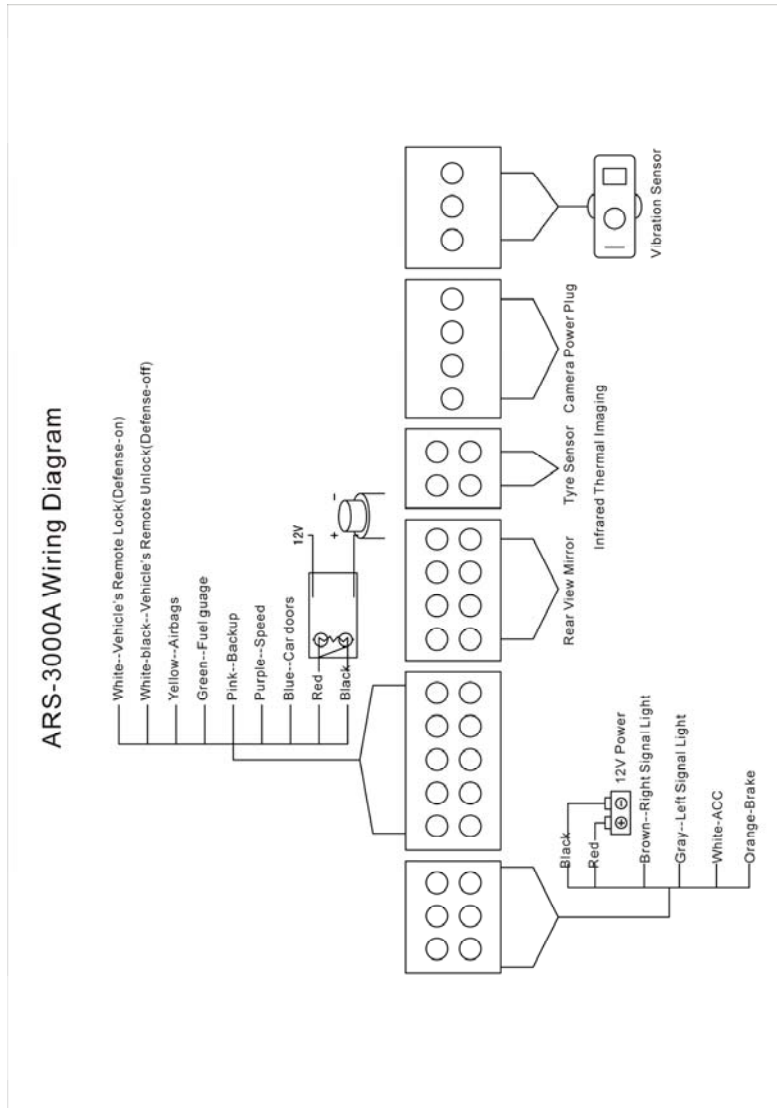 ARS-3000A Wiring Diagram
White--Vehicle's Remote Lock(Defense-on)
White-black--Vehicle's Remote Unlock(Defense-off)
Yellow--Airbags
Green--Fuel guage
Pink--Backup
Purple--Speed
Blue--Car doors
Red
Black
12V
+
-
Black
Red
+
-
12V Power
Brown--Right Signal Light
Gray--Left Signal Light
White-ACC
Orange-Brake
Rear View Mirror
Tyre Sensor
Infrared Thermal Imaging
Camera Power Plug
Vibration Sensor